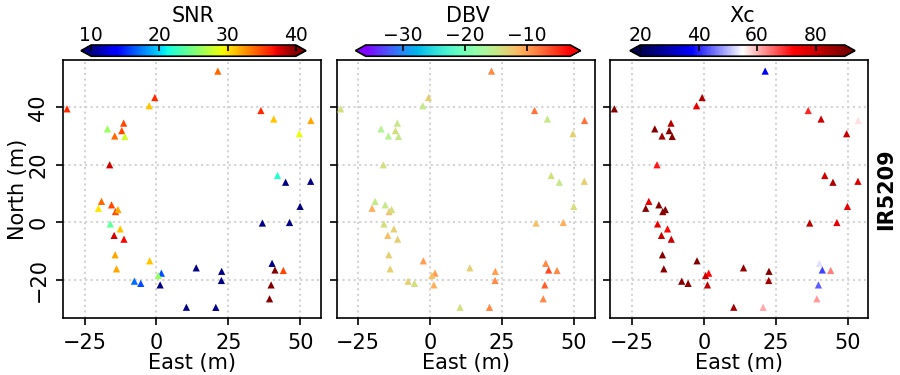 SNR DBV Xc
10 20 30 40 −30 −20 −10 20 40 60 80
North (m)
40
20
0
−20
IR5209
−25 0 25 50 −25 0 25 50 −25 0 25 50
East (m) East (m) East (m)